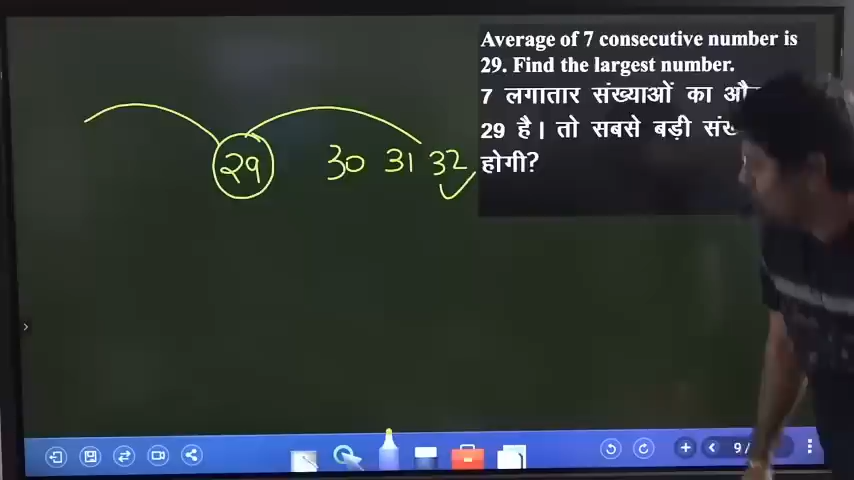 Average of 7 consecutive number is
29. Find the largest number.
7 लगातार संख्याओं का
29 है। तो सबसे बड़ी
होगी?
29 30 31 32
9/